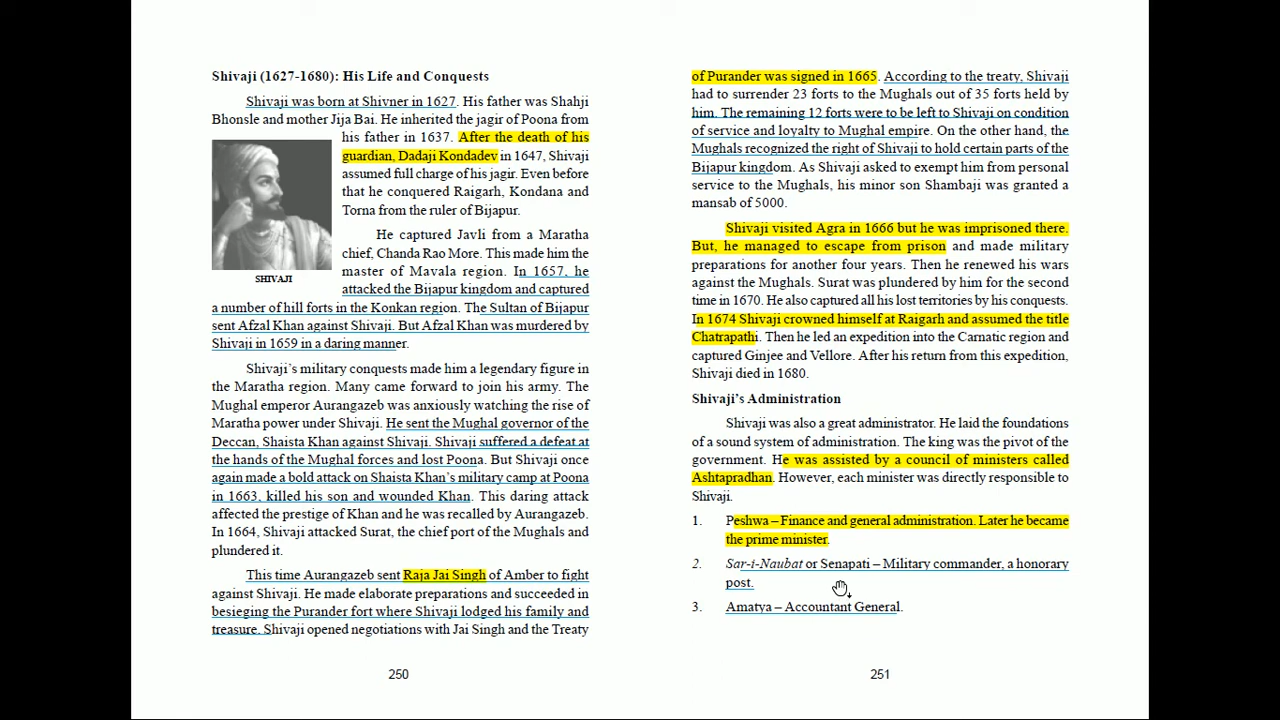 Shivaji (1627-1680): His Life and Conquests
Shivaji was born at Shivner in 1627. His father was Shahji
Bhonsle and mother Jija Bai. He inherited the jagir of Poona from
his father in 1637. After the death of his
guardian, Dadaji Kondadev in 1647, Shivaji
assumed full charge of his jagir. Even before
that he conquered Raigarh, Kondana and
Torna from the ruler of Bijapur.
He captured Javli from a Maratha
chief, Chanda Rao More. This made him the
master of Mavala region. In 1657, he
attacked the Bijapur kingdom and captured
SHIVAJI
a number of hill forts in the Konkan region. The Sultan of Bijapur
sent Afzal Khan against Shivaji. But Afzal Khan was murdered by
Shivaji in 1659 in a daring manner.
Shivaji's military conquests made him a legendary figure in
the Maratha region. Many came forward to join his army. The
Mughal emperor Aurangazeb was anxiously watching the rise of
Maratha power under Shivaji. He sent the Mughal governor of the
Deccan, Shaista Khan against Shivaji. Shivaji suffered a defeat at
the hands of the Mughal forces and lost Poona. But Shivaji once
again made a bold attack on Shaista Khan's military camp at Poona
in 1663, killed his son and wounded Khan. This daring attack
affected the prestige of Khan and he was recalled by Aurangazeb.
In 1664, Shivaji attacked Surat, the chief port of the Mughals and
plundered it.
This time Aurangazeb sent Raja Jai Singh of Amber to fight
against Shivaji. He made elaborate preparations and succeeded in
besieging the Purander fort where Shivaji lodged his family and
treasure. Shivaji opened negotiations with Jai Singh and the Treaty
250
of Purander was signed in 1665. According to the treaty, Shivaji
had to surrender 23 forts to the Mughals out of 35 forts held by
him. The remaining 12 forts were to be left to Shivaji on condition
of service and loyalty to Mughal empire. On the other hand, the
Mughals recognized the right of Shivaji to hold certain parts of the
Bijapur kingdom. As Shivaji asked to exempt him from personal
service to the Mughals, his minor son Shambaji was granted a
mansab of 5000.
Shivaji visited Agra in 1666 but he was imprisoned there.
But, he managed to escape from prison and made military
preparations for another four years. Then he renewed his wars
against the Mughals. Surat was plundered by him for the second
time in 1670. He also captured all his lost territories by his conquests.
In 1674 Shivaji crowned himself at Raigarh and assumed the title
Chatrapathi. Then he led an expedition into the Carnatic region and
captured Ginjee and Vellore. After his return from this expedition,
Shivaji died in 1680.
Shivaji's Administration
Shivaji was also a great administrator. He laid the foundations
of a sound system of administration. The king was the pivot of the
government. He was assisted by a council of ministers called
Ashtapradhan. However, each minister was directly responsible to
Shivaji.
1. Peshwa – Finance and general administration. Later he became
the prime minister.
2. Sar-i-Naubat or Senapati – Military commander, a honorary
post.
3. Amatya – Accountant General.
251